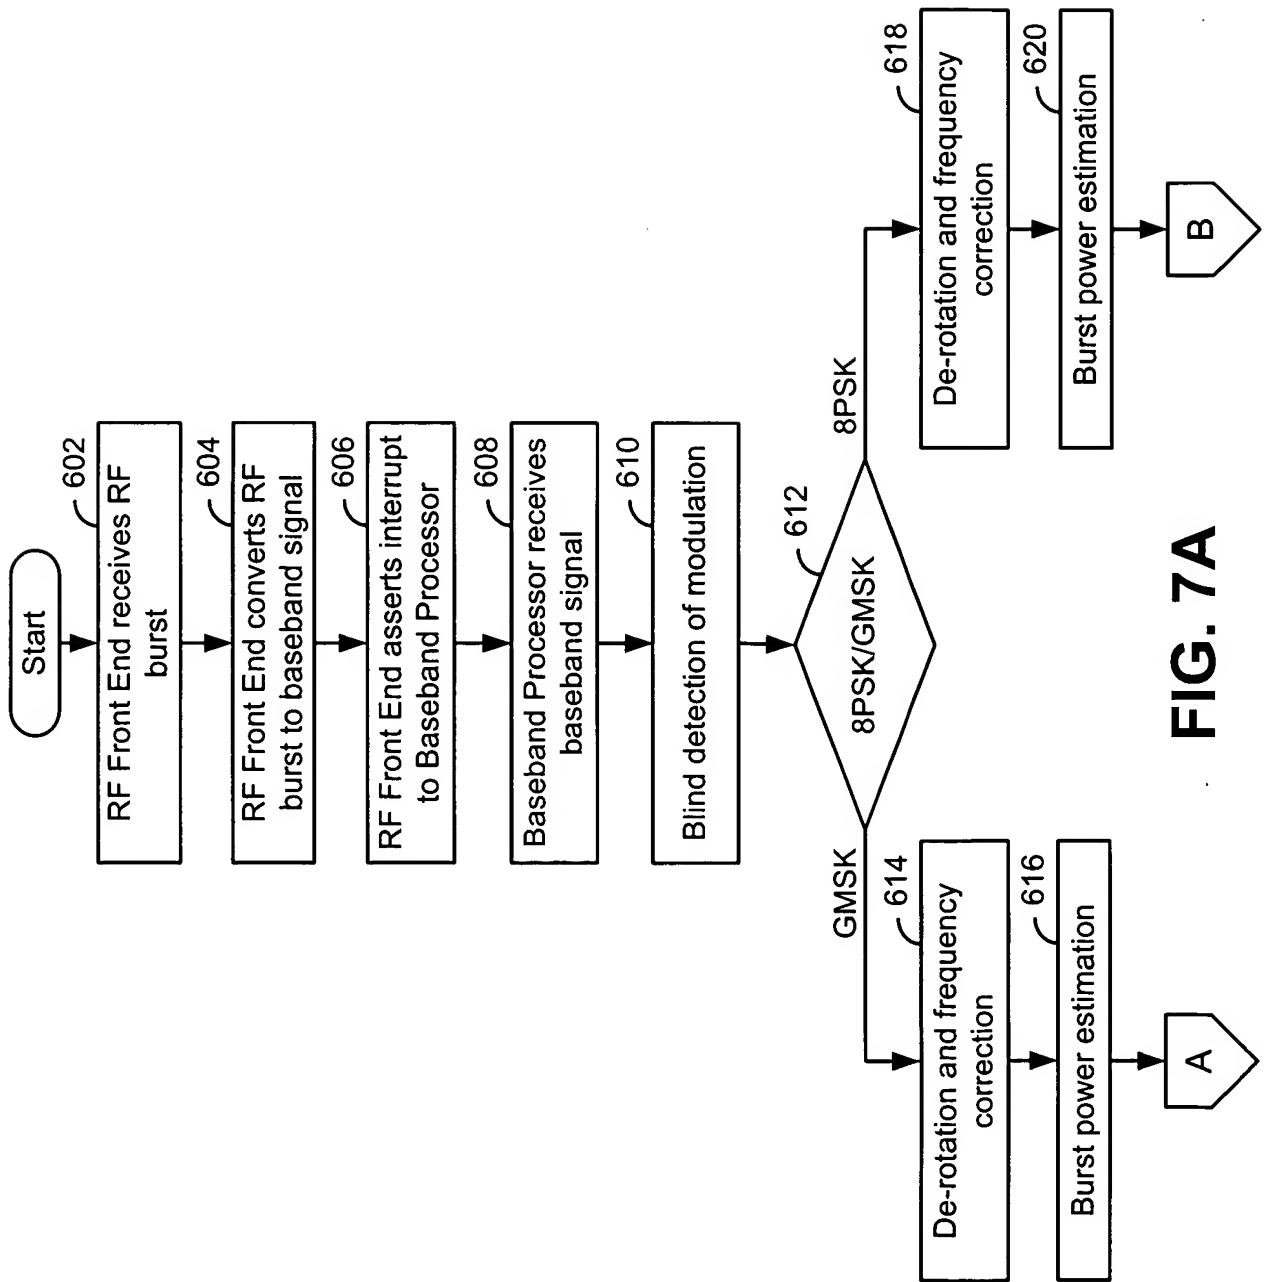 Start
602
RF Front End receives RF
burst
604
RF Front End converts RF
burst to baseband signal
606
RF Front End asserts interrupt
to Baseband Processor
608
Baseband Processor receives
baseband signal
610
Blind detection of modulation
612
8PSK/GMSK
GMSK
8PSK
614
De-rotation and frequency
correction
616
Burst power estimation
A
618
De-rotation and frequency
correction
620
Burst power estimation
B
FIG. 7A